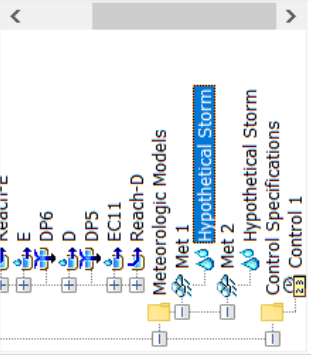 Reach-E
E
DP6
D
DP5
EC11
Reach-D
Meteorologic Models
Met 1
Hypothetical Storm
Met 2
Hypothetical Storm
Control Specifications
Control 1